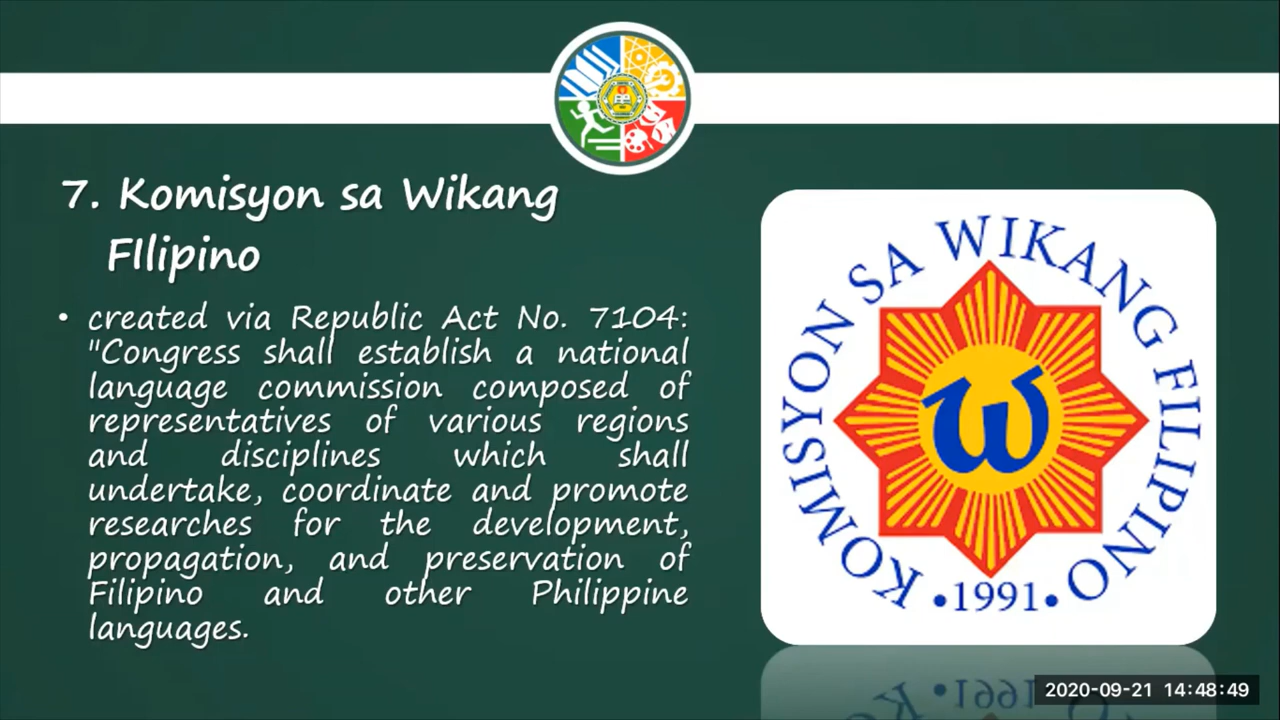 7. Komisyon sa Wikang
FIlipino
• created via Republic Act No. 7104:
"Congress shall establish a national
language commission composed of
representatives of various regions
and disciplines which shall
undertake, coordinate and promote
researches for the development,
propagation, and preservation of
Filipino and other Philippine
languages.
KOMISYON SA WIKANG FILIPINO
•1991•
2020-09-21 14:48:49